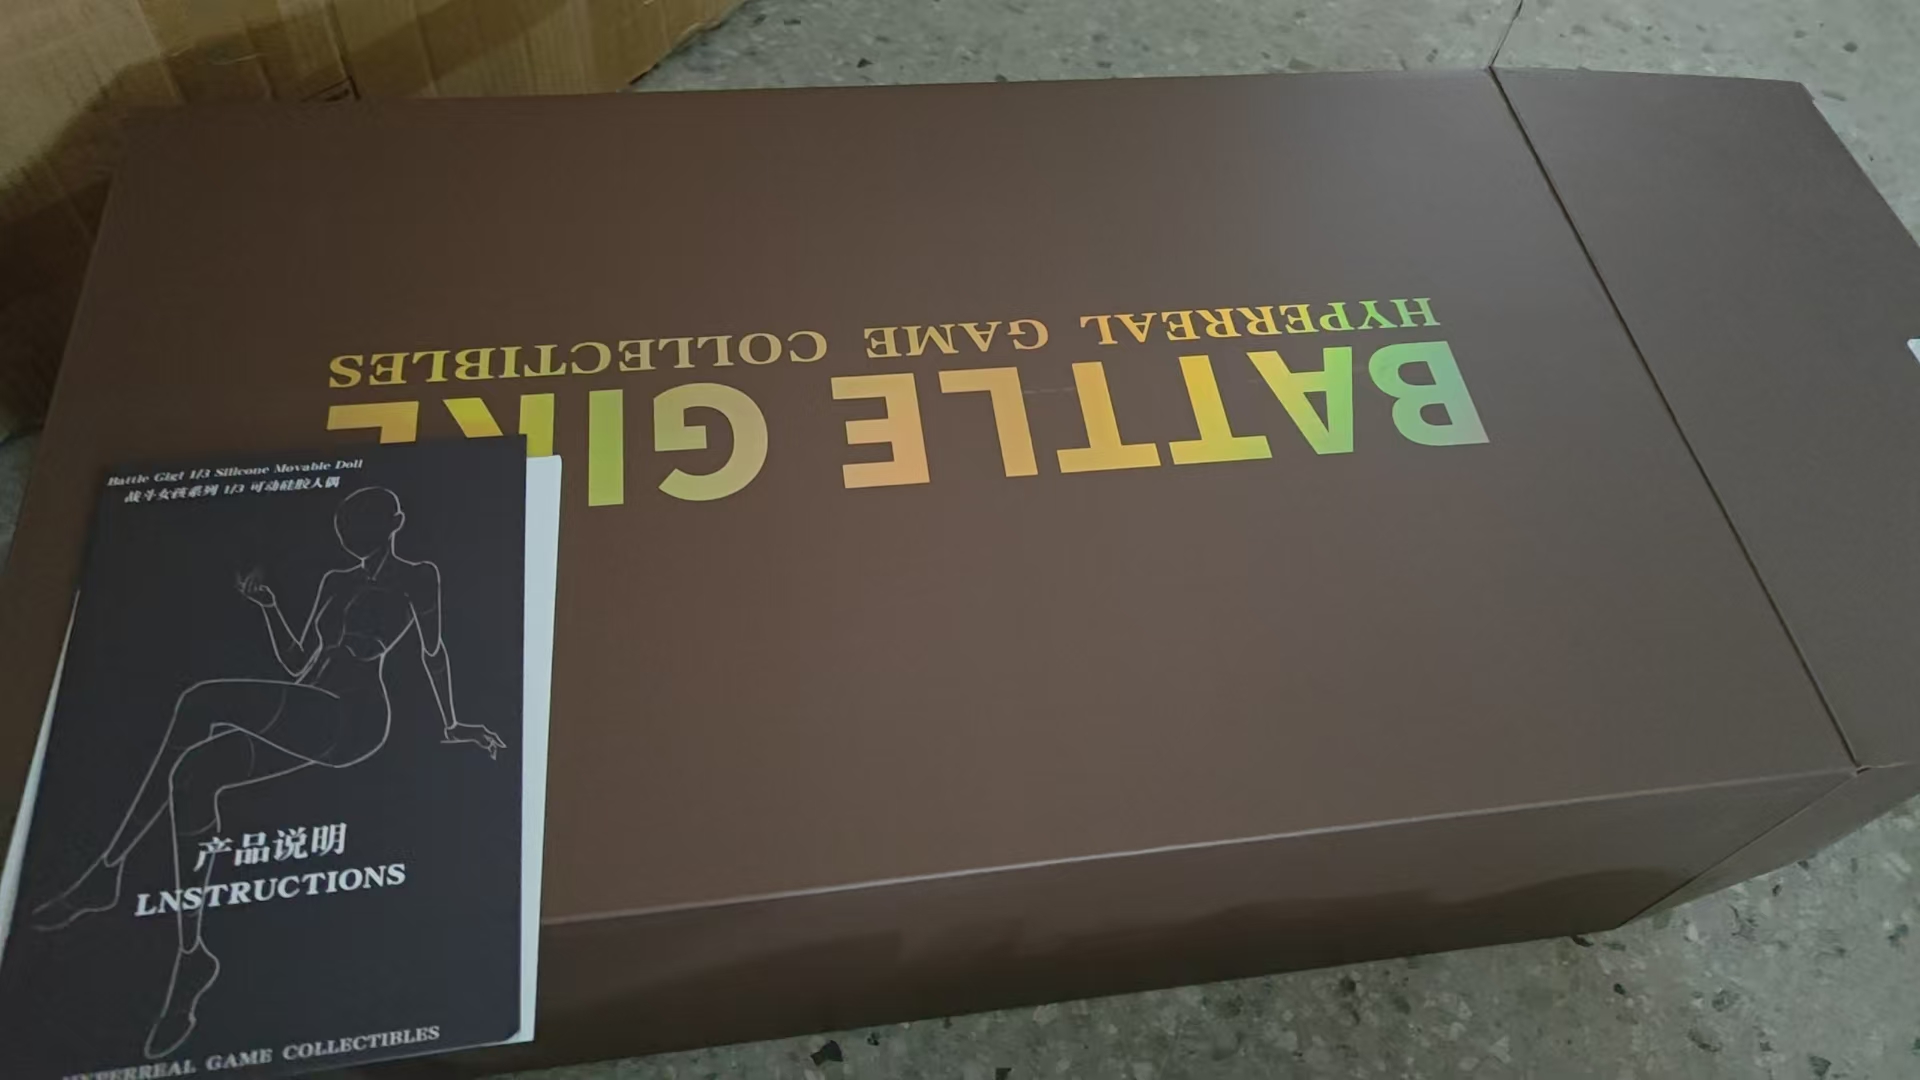 BATTLE GIRL
HYPERREAL GAME COLLECTIBLES
Battle Gigt 1/3 Silicone Movable Doll
战斗女孩系列 1/3 可动硅胶人偶
产品说明
LNSTRUCTIONS
HYPERREAL GAME COLLECTIBLES